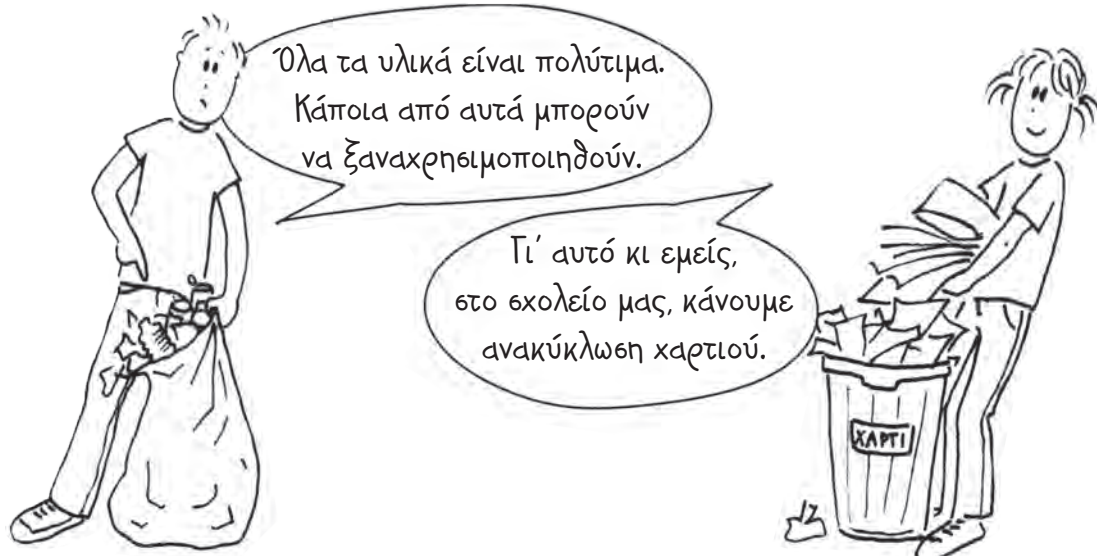 Όλα τα υλικά είναι πολύτιμα.
Κάποια από αυτά μπορούν
να ξαναχρησιμοποιηθούν.
Γι' αυτό κι εμείς,
στο σχολείο μας, κάνουμε
ανακύκλωση χαρτιού.
ΧΑΡΤΙ